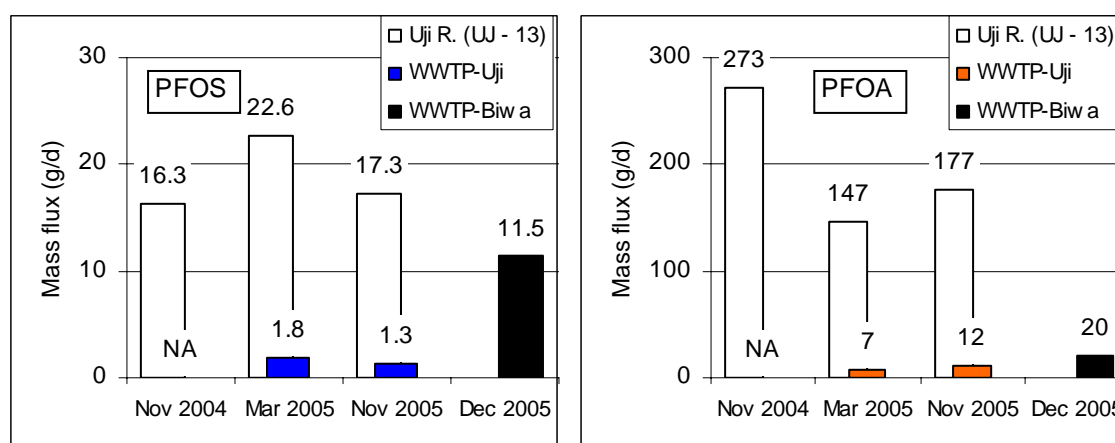 Uji R. (UJ - 13)
WWTP-Uji
WWTP-Biwa
PFOS
Mass flux (g/d)
30
20
10
0
16.3
22.6
17.3
11.5
NA
1.8
1.3
Nov 2004 Mar 2005 Nov 2005 Dec 2005
Uji R. (UJ - 13)
WWTP-Uji
WWTP-Biwa
PFOA
Mass flux (g/d)
300
200
100
0
273
147
177
NA
7
12
20
Nov 2004 Mar 2005 Nov 2005 Dec 2005